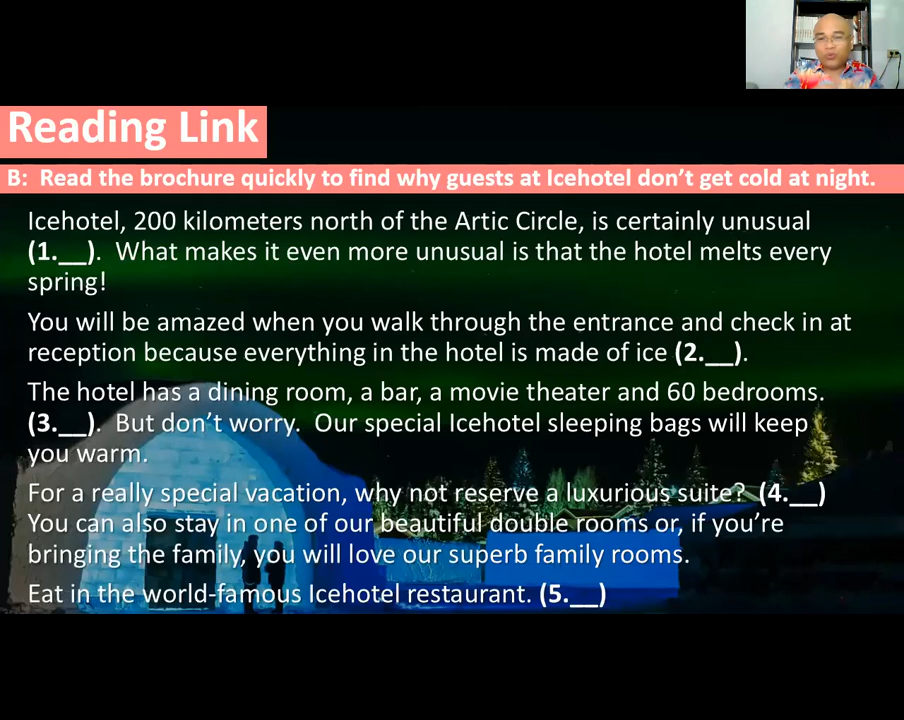 Reading Link
B: Read the brochure quickly to find why guests at Icehotel don't get cold at night.
Icehotel, 200 kilometers north of the Artic Circle, is certainly unusual
(1.__). What makes it even more unusual is that the hotel melts every
spring!
You will be amazed when you walk through the entrance and check in at
reception because everything in the hotel is made of ice (2.__).
The hotel has a dining room, a bar, a movie theater and 60 bedrooms.
(3.__). But don't worry. Our special Icehotel sleeping bags will keep
you warm.
For a really special vacation, why not reserve a luxurious suite? (4.__)
You can also stay in one of our beautiful double rooms or, if you're
bringing the family, you will love our superb family rooms.
Eat in the world-famous Icehotel restaurant. (5.__)